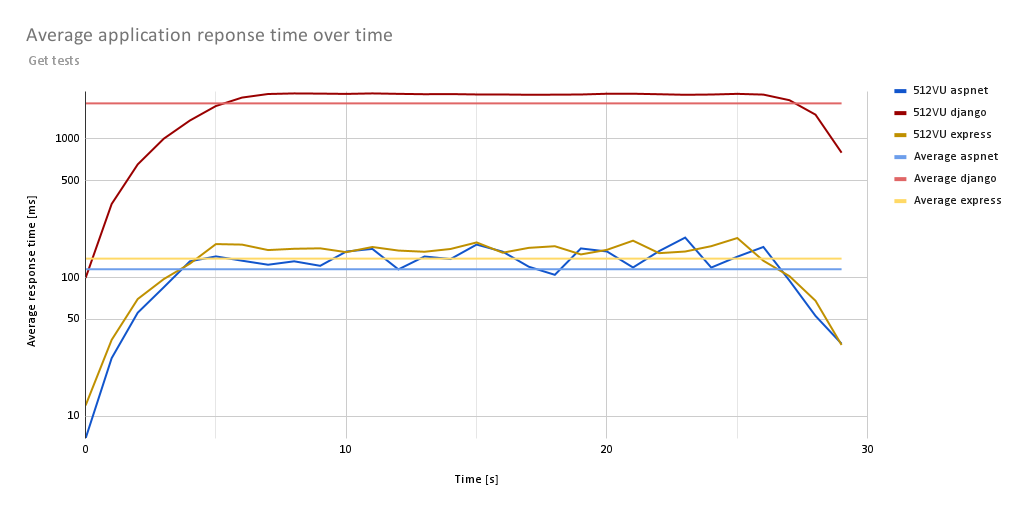 Average application reponse time over time
Get tests
512VU aspnet
512VU django
512VU express
Average aspnet
Average django
Average express
Average response time [ms]
1000
500
100
50
10
0
10
20
30
Time [s]